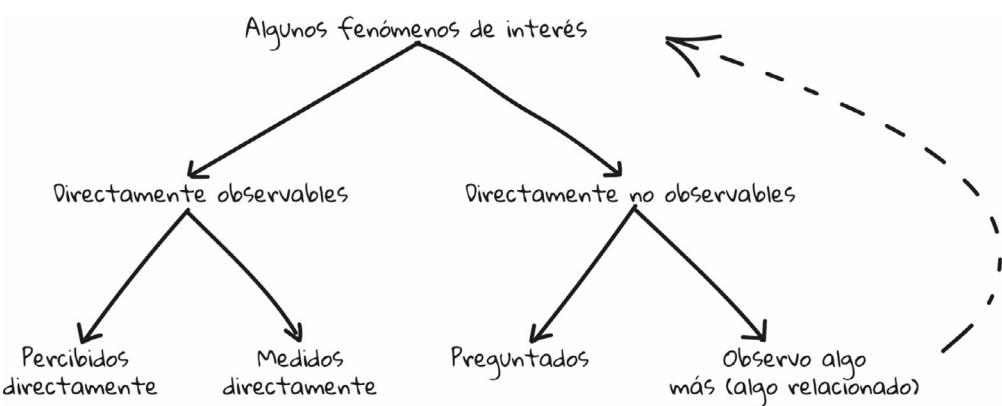 Algunos fenómenos de interés
Directamente observables
Directamente no observables
Percibidos
directamente
Medidos
directamente
Preguntados
Observo algo
más (algo relacionado)